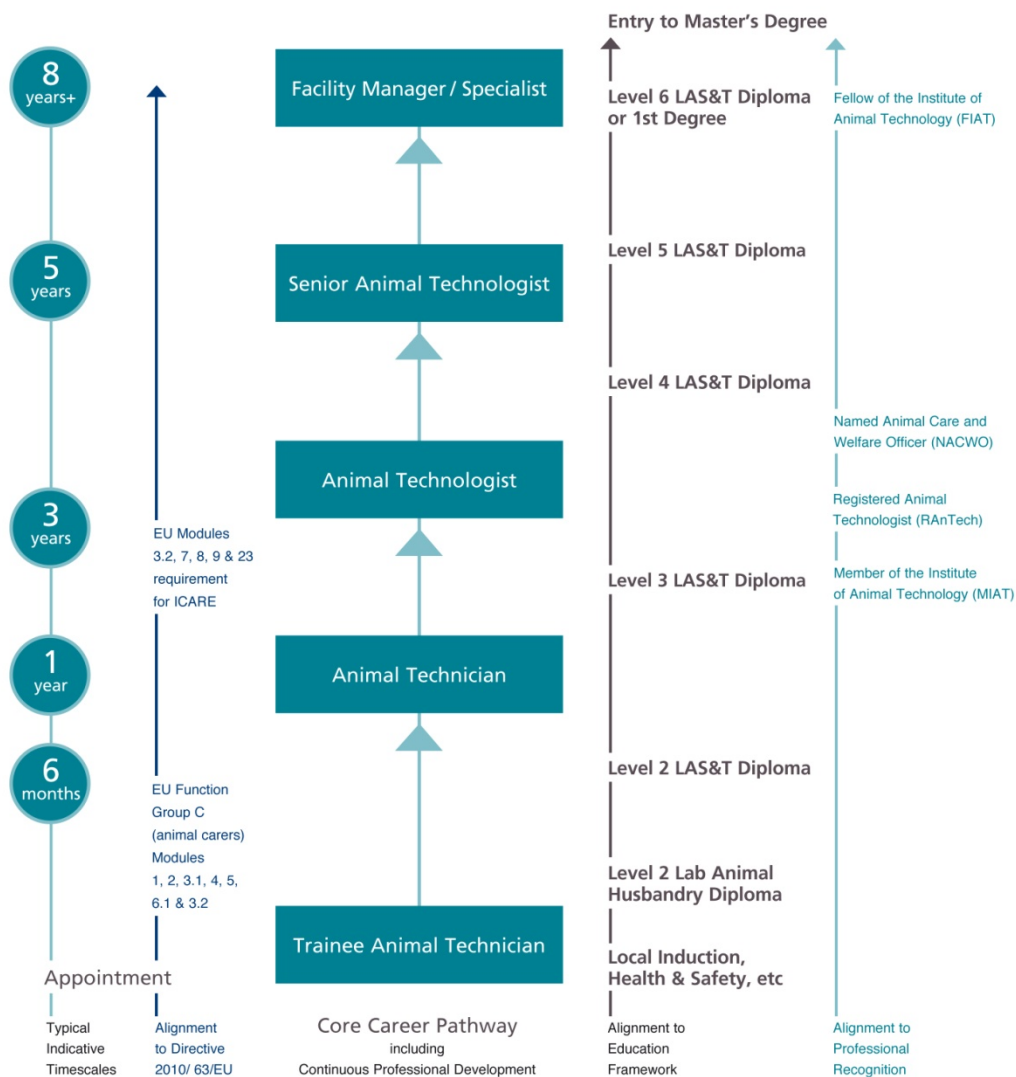 Entry to Master's Degree
8
years+
Facility Manager / Specialist
Level 6 LAS&T Diploma
or 1st Degree
Fellow of the Institute of
Animal Technology (FIAT)
5
years
Senior Animal Technologist
Level 5 LAS&T Diploma
Level 4 LAS&T Diploma
Named Animal Care and
Welfare Officer (NACWO)
Animal Technologist
3
years
EU Modules
3.2, 7, 8, 9 & 23
requirement
for ICARE
Registered Animal
Technologist (RAnTech)
Level 3 LAS&T Diploma
Member of the Institute
of Animal Technology (MIAT)
1
year
Animal Technician
6
months
Level 2 LAS&T Diploma
EU Function
Group C
(animal carers)
Modules
1, 2, 3.1, 4, 5,
6.1 & 3.2
Level 2 Lab Animal
Husbandry Diploma
Trainee Animal Technician
Local Induction,
Health & Safety, etc
Appointment
Typical
Indicative
Timescales
Alignment
to Directive
2010/ 63/EU
Core Career Pathway
including
Continuous Professional Development
Alignment to
Education
Framework
Alignment to
Professional
Recognition